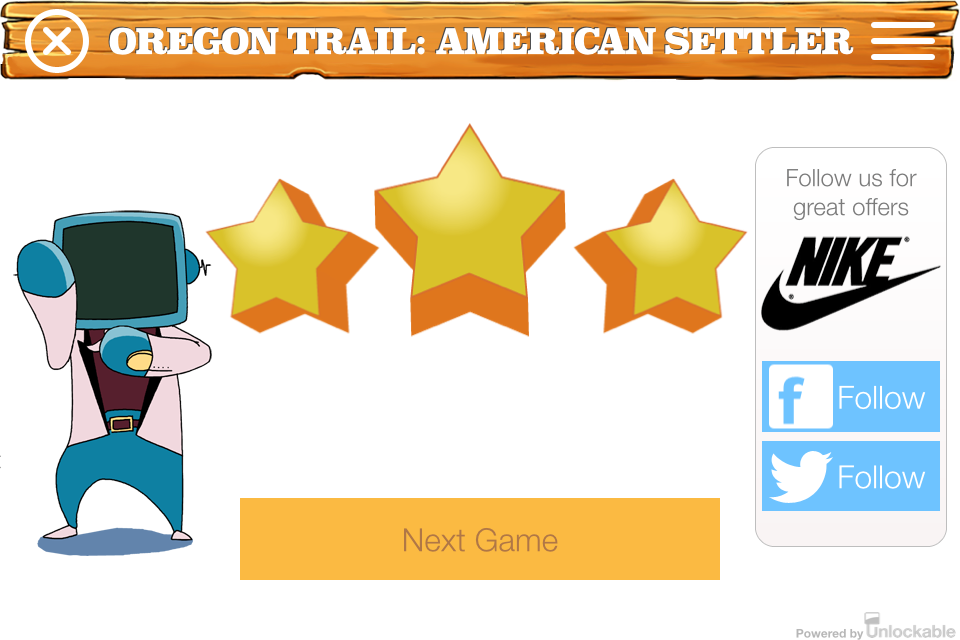 OREGON TRAIL: AMERICAN SETTLER
Follow us for
great offers
NIKE
Follow
Follow
Next Game
Powered by Unlockable